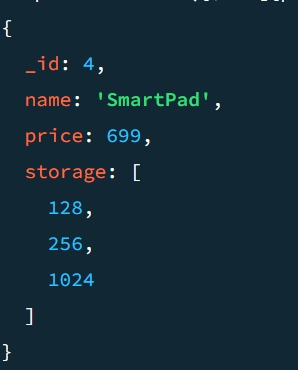 {
  _id: 4,
  name: 'SmartPad',
  price: 699,
  storage: [
    128,
    256,
    1024
  ]
}